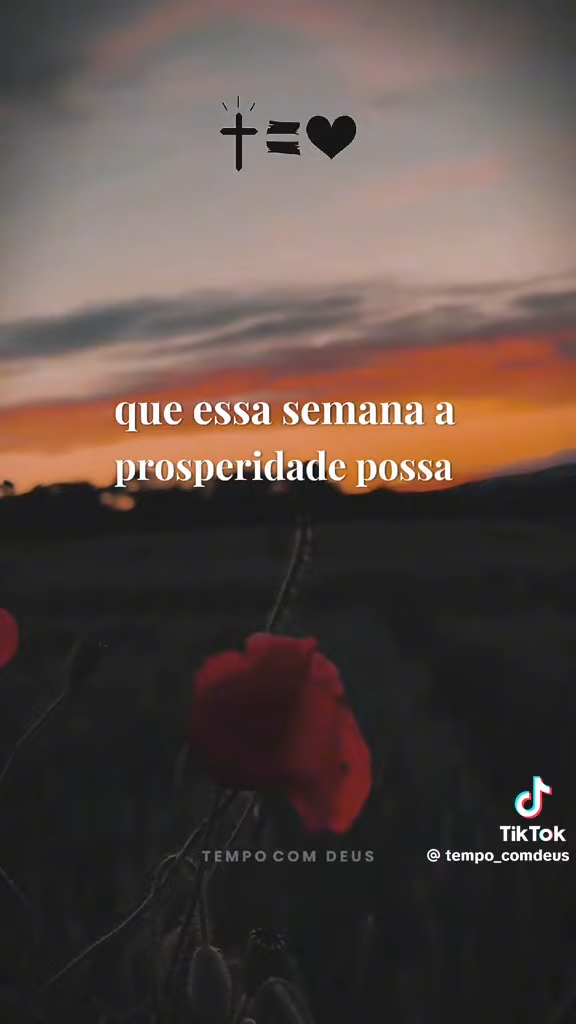 que essa semana a
prosperidade possa
TEMPO COM DEUS
TikTok
@ tempo_comdeus